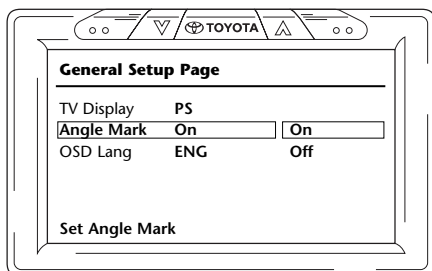 TOYOTA
General Setup Page
TV Display PS
Angle Mark On On
OSD Lang ENG Off
Set Angle Mark